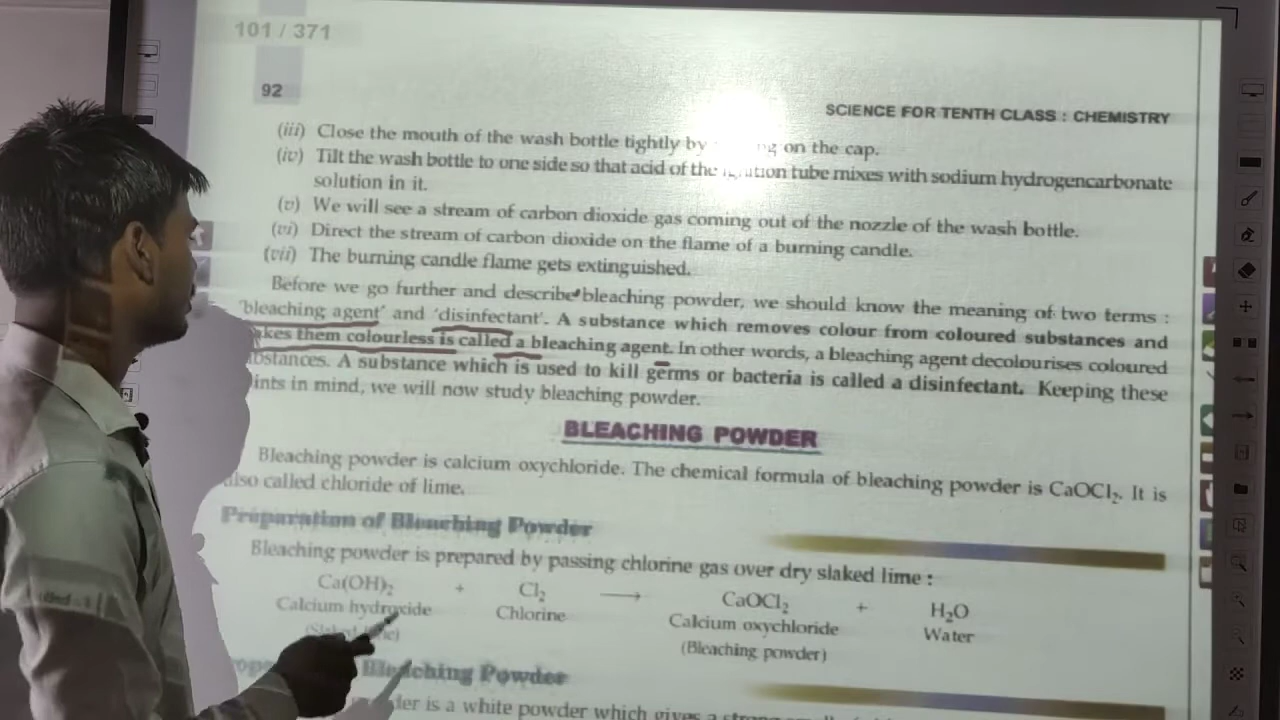 101 / 371
92
SCIENCE FOR TENTH CLASS : CHEMISTRY
(iii) Close the mouth of the wash bottle tightly by on the cap.
(iv) Tilt the wash bottle to one side so that acid of the tube mixes with sodium hydrogencarbonate
solution in it.
(v) We will see a stream of carbon dioxide gas coming out of the nozzle of the wash bottle.
(vi) Direct the stream of carbon dioxide on the flame of a burning candle.
(vii) The burning candle flame gets extinguished.
Before we go further and describe bleaching powder, we should know the meaning of two terms :
'bleaching agent' and 'disinfectant'. A substance which removes colour from coloured substances and
them colourless is called a bleaching agent. In other words, a bleaching agent decolourises coloured
A substance which is used to kill germs or bacteria is called a disinfectant. Keeping these
in mind, we will now study bleaching powder.
BLEACHING POWDER
Bleaching powder is calcium oxychloride. The chemical formula of bleaching powder is CaOCl₂. It is
also called chloride of lime.
Preparation of Bleaching Powder
Bleaching powder is prepared by passing chlorine gas over dry slaked lime :
Ca(OH)₂ + Cl₂ → CaOCl₂ + H₂O
Calcium hydroxide Chlorine Calcium oxychloride Water
(Bleaching powder)
Bleaching Powder
is a white powder which gives a strong